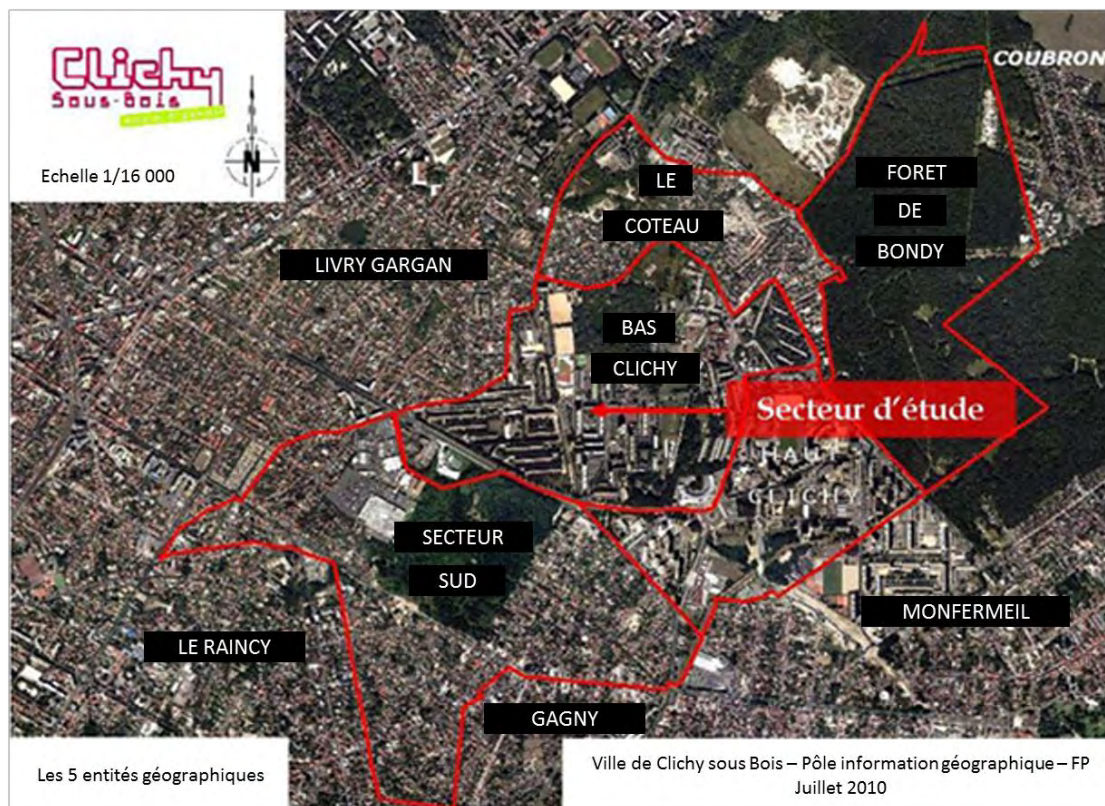 Clichy
Sous-Bois
N
Echelle 1/16 000
COUBRON
LE
COTEAU
FORET
DE
BONDY
LIVRY GARGAN
BAS
CLICHY
Secteur d'étude
HAUT
CLICHY
SECTEUR
SUD
MONFERMEIL
LE RAINCY
GAGNY
Les 5 entités géographiques
Ville de Clichy sous Bois – Pôle information géographique – FP
Juillet 2010